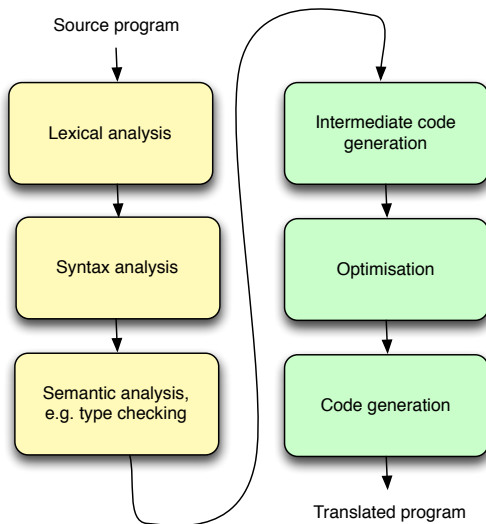 Source program
Lexical analysis
Syntax analysis
Semantic analysis,
e.g. type checking
Intermediate code
generation
Optimisation
Code generation
Translated program